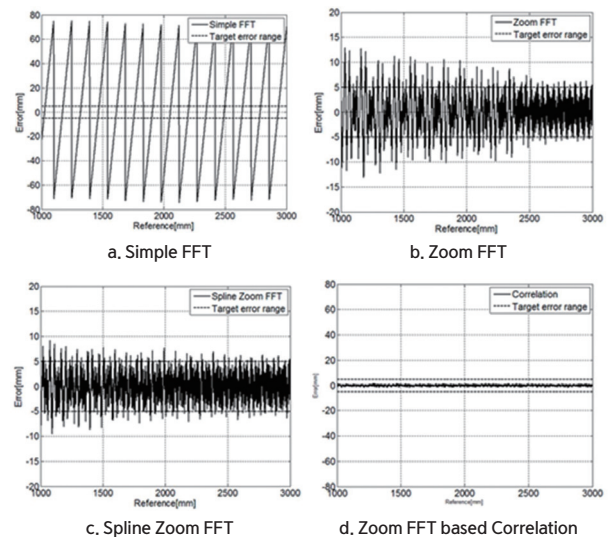 Simple FFT
Target error range
80
60
40
20
0
-20
-40
-60
-80
Error[mm]
1000
1500
2000
2500
3000
Reference[mm]
a. Simple FFT
Zoom FFT
Target error range
20
15
10
5
0
-5
-10
-15
-20
Error[mm]
1000
1500
2000
2500
3000
Reference[mm]
b. Zoom FFT
Spline Zoom FFT
Target error range
20
15
10
5
0
-5
-10
-15
-20
Error[mm]
1000
1500
2000
2500
3000
Reference[mm]
c. Spline Zoom FFT
Correlation
Target error range
80
60
40
20
0
-20
-40
-60
-80
Error[mm]
1000
1500
2000
2500
3000
Reference[mm]
d. Zoom FFT based Correlation